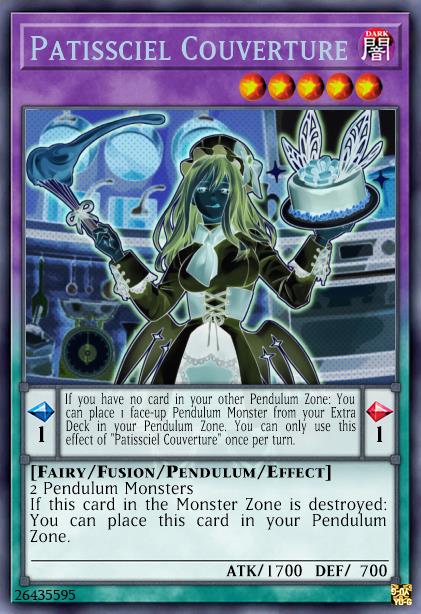 PATISSCIEL COUVERTURE
DARK
闇
If you have no card in your other Pendulum Zone: You
can place 1 face-up Pendulum Monster from your Extra
Deck in your Pendulum Zone. You can only use this
effect of "Patissciel Couverture" once per turn.
1
1
[FAIRY/FUSION/PENDULUM/EFFECT]
2 Pendulum Monsters
If this card in the Monster Zone is destroyed:
You can place this card in your Pendulum
Zone.
ATK/1700 DEF/ 700
26435595